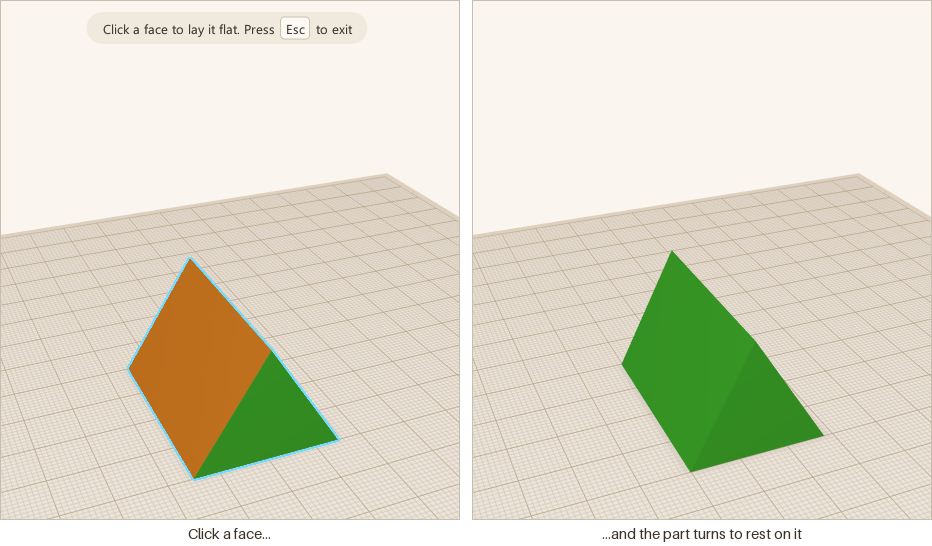 Click a face to lay it flat. Press Esc to exit
Click a face...
...and the part turns to rest on it